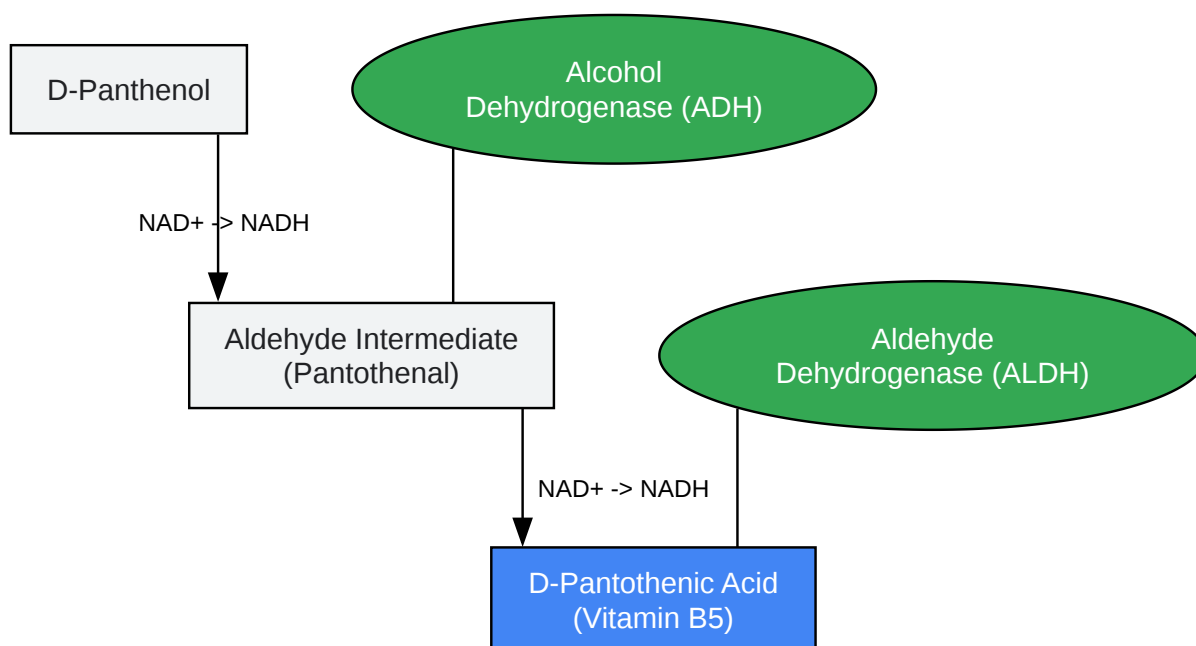 D-Panthenol
Alcohol
Dehydrogenase (ADH)
NAD+ -> NADH
Aldehyde Intermediate
(Pantothenal)
Aldehyde
Dehydrogenase (ALDH)
NAD+ -> NADH
D-Pantothenic Acid
(Vitamin B5)